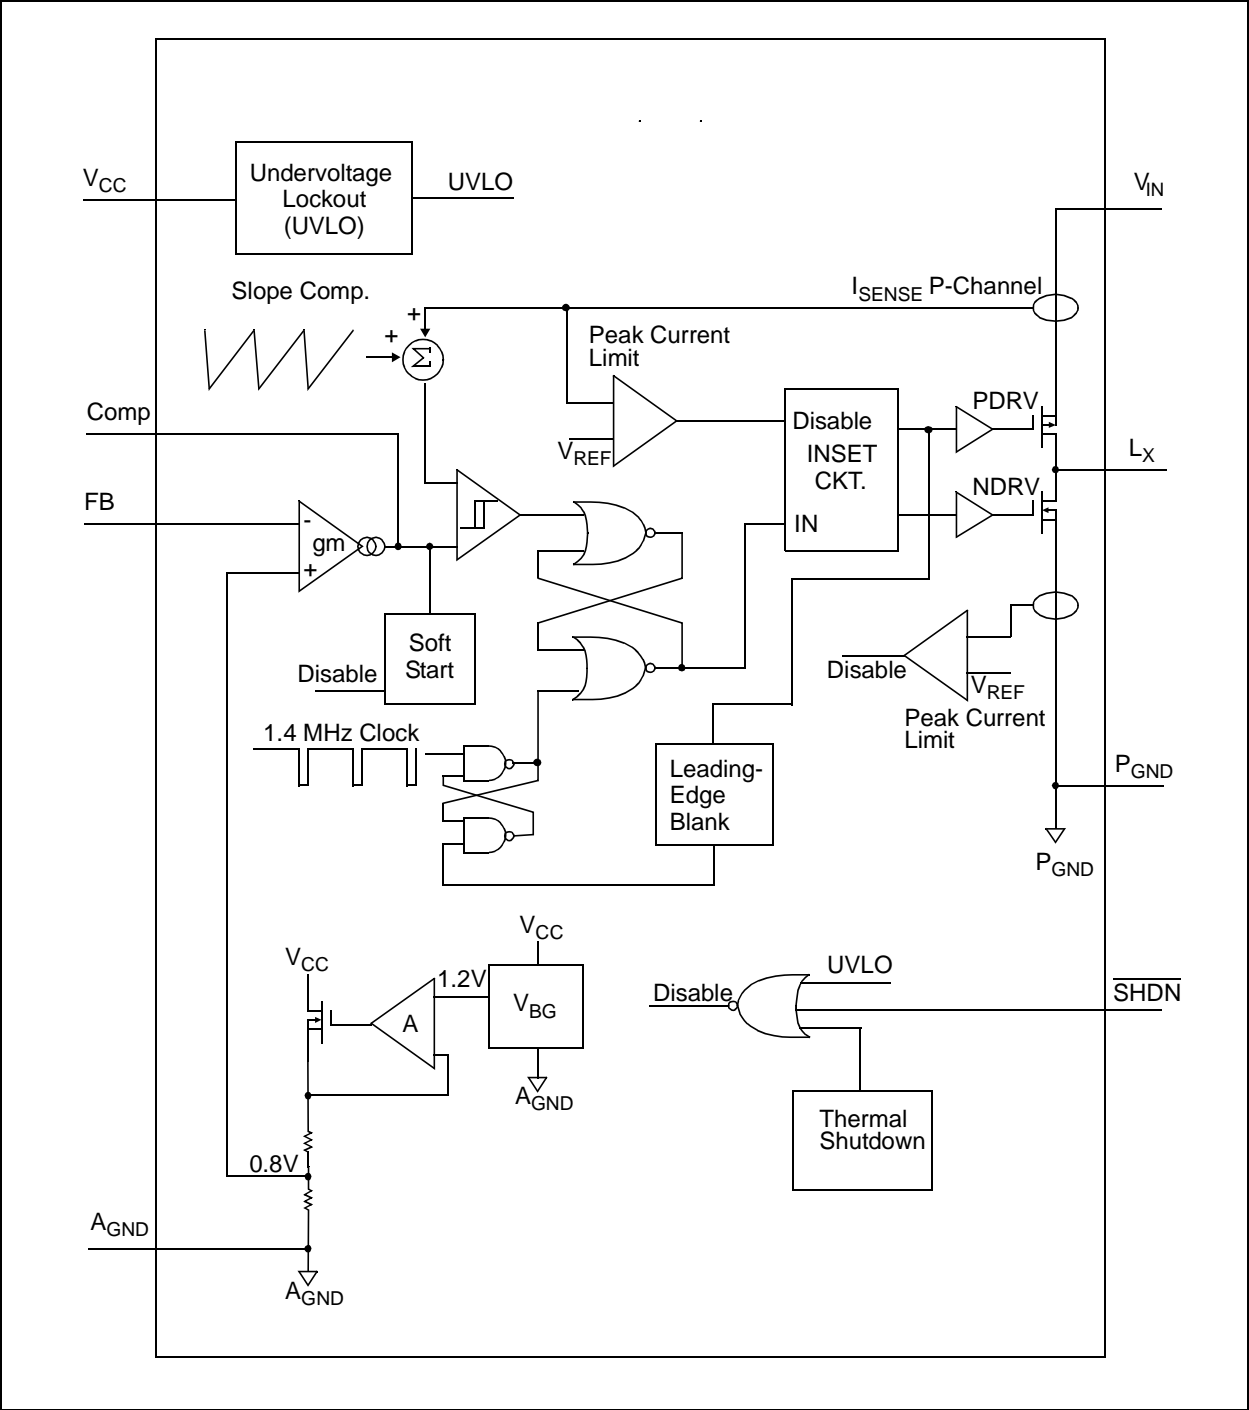 Undervoltage
Lockout
(UVLO)
VCC
UVLO
VIN
Slope Comp.
ISENSE P-Channel
+
+
Σ
Peak Current
Limit
Comp
Disable
PDRV
VREF
INSET
CKT.
LX
FB
-
gm
+
NDRV
IN
Soft
Start
Disable
Disable
VREF
Peak Current
Limit
1.4 MHz Clock
Leading-
Edge
Blank
PGND
PGND
VCC
VCC
1.2V
VBG
A
UVLO
Disable
SHDN
AGND
Thermal
Shutdown
0.8V
AGND
AGND